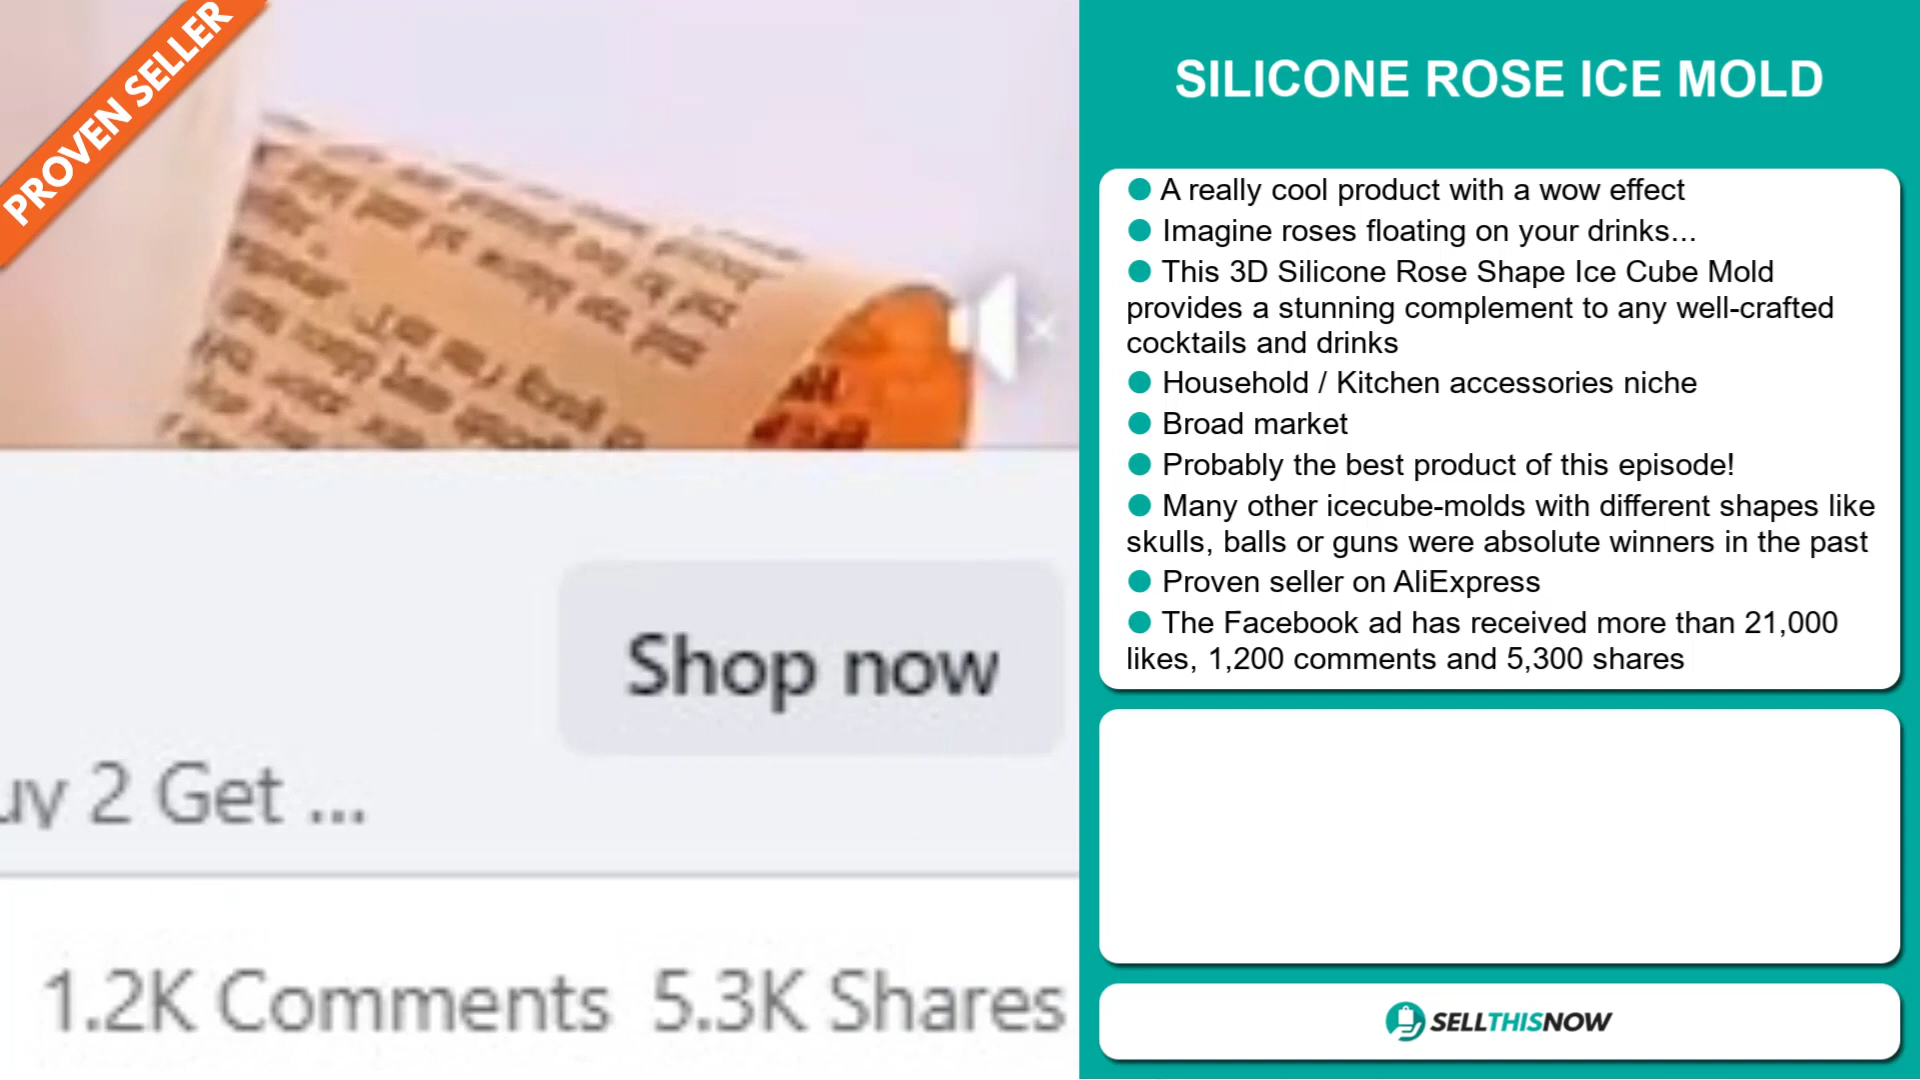 PROVEN SELLER
Shop now
2 Get ...
1.2K Comments 5.3K Shares
SILICONE ROSE ICE MOLD
● A really cool product with a wow effect
● Imagine roses floating on your drinks...
● This 3D Silicone Rose Shape Ice Cube Mold
provides a stunning complement to any well-crafted
cocktails and drinks
● Household / Kitchen accessories niche
● Broad market
● Probably the best product of this episode!
● Many other icecube-molds with different shapes like
skulls, balls or guns were absolute winners in the past
● Proven seller on AliExpress
● The Facebook ad has received more than 21,000
likes, 1,200 comments and 5,300 shares
SELLTHISNOW